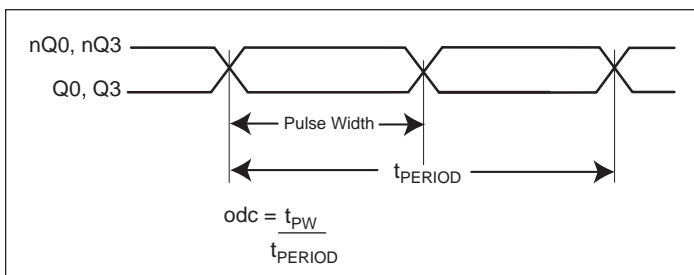 nQ0, nQ3
Q0, Q3
Pulse Width
tPERIOD
odc = tPW
tPERIOD